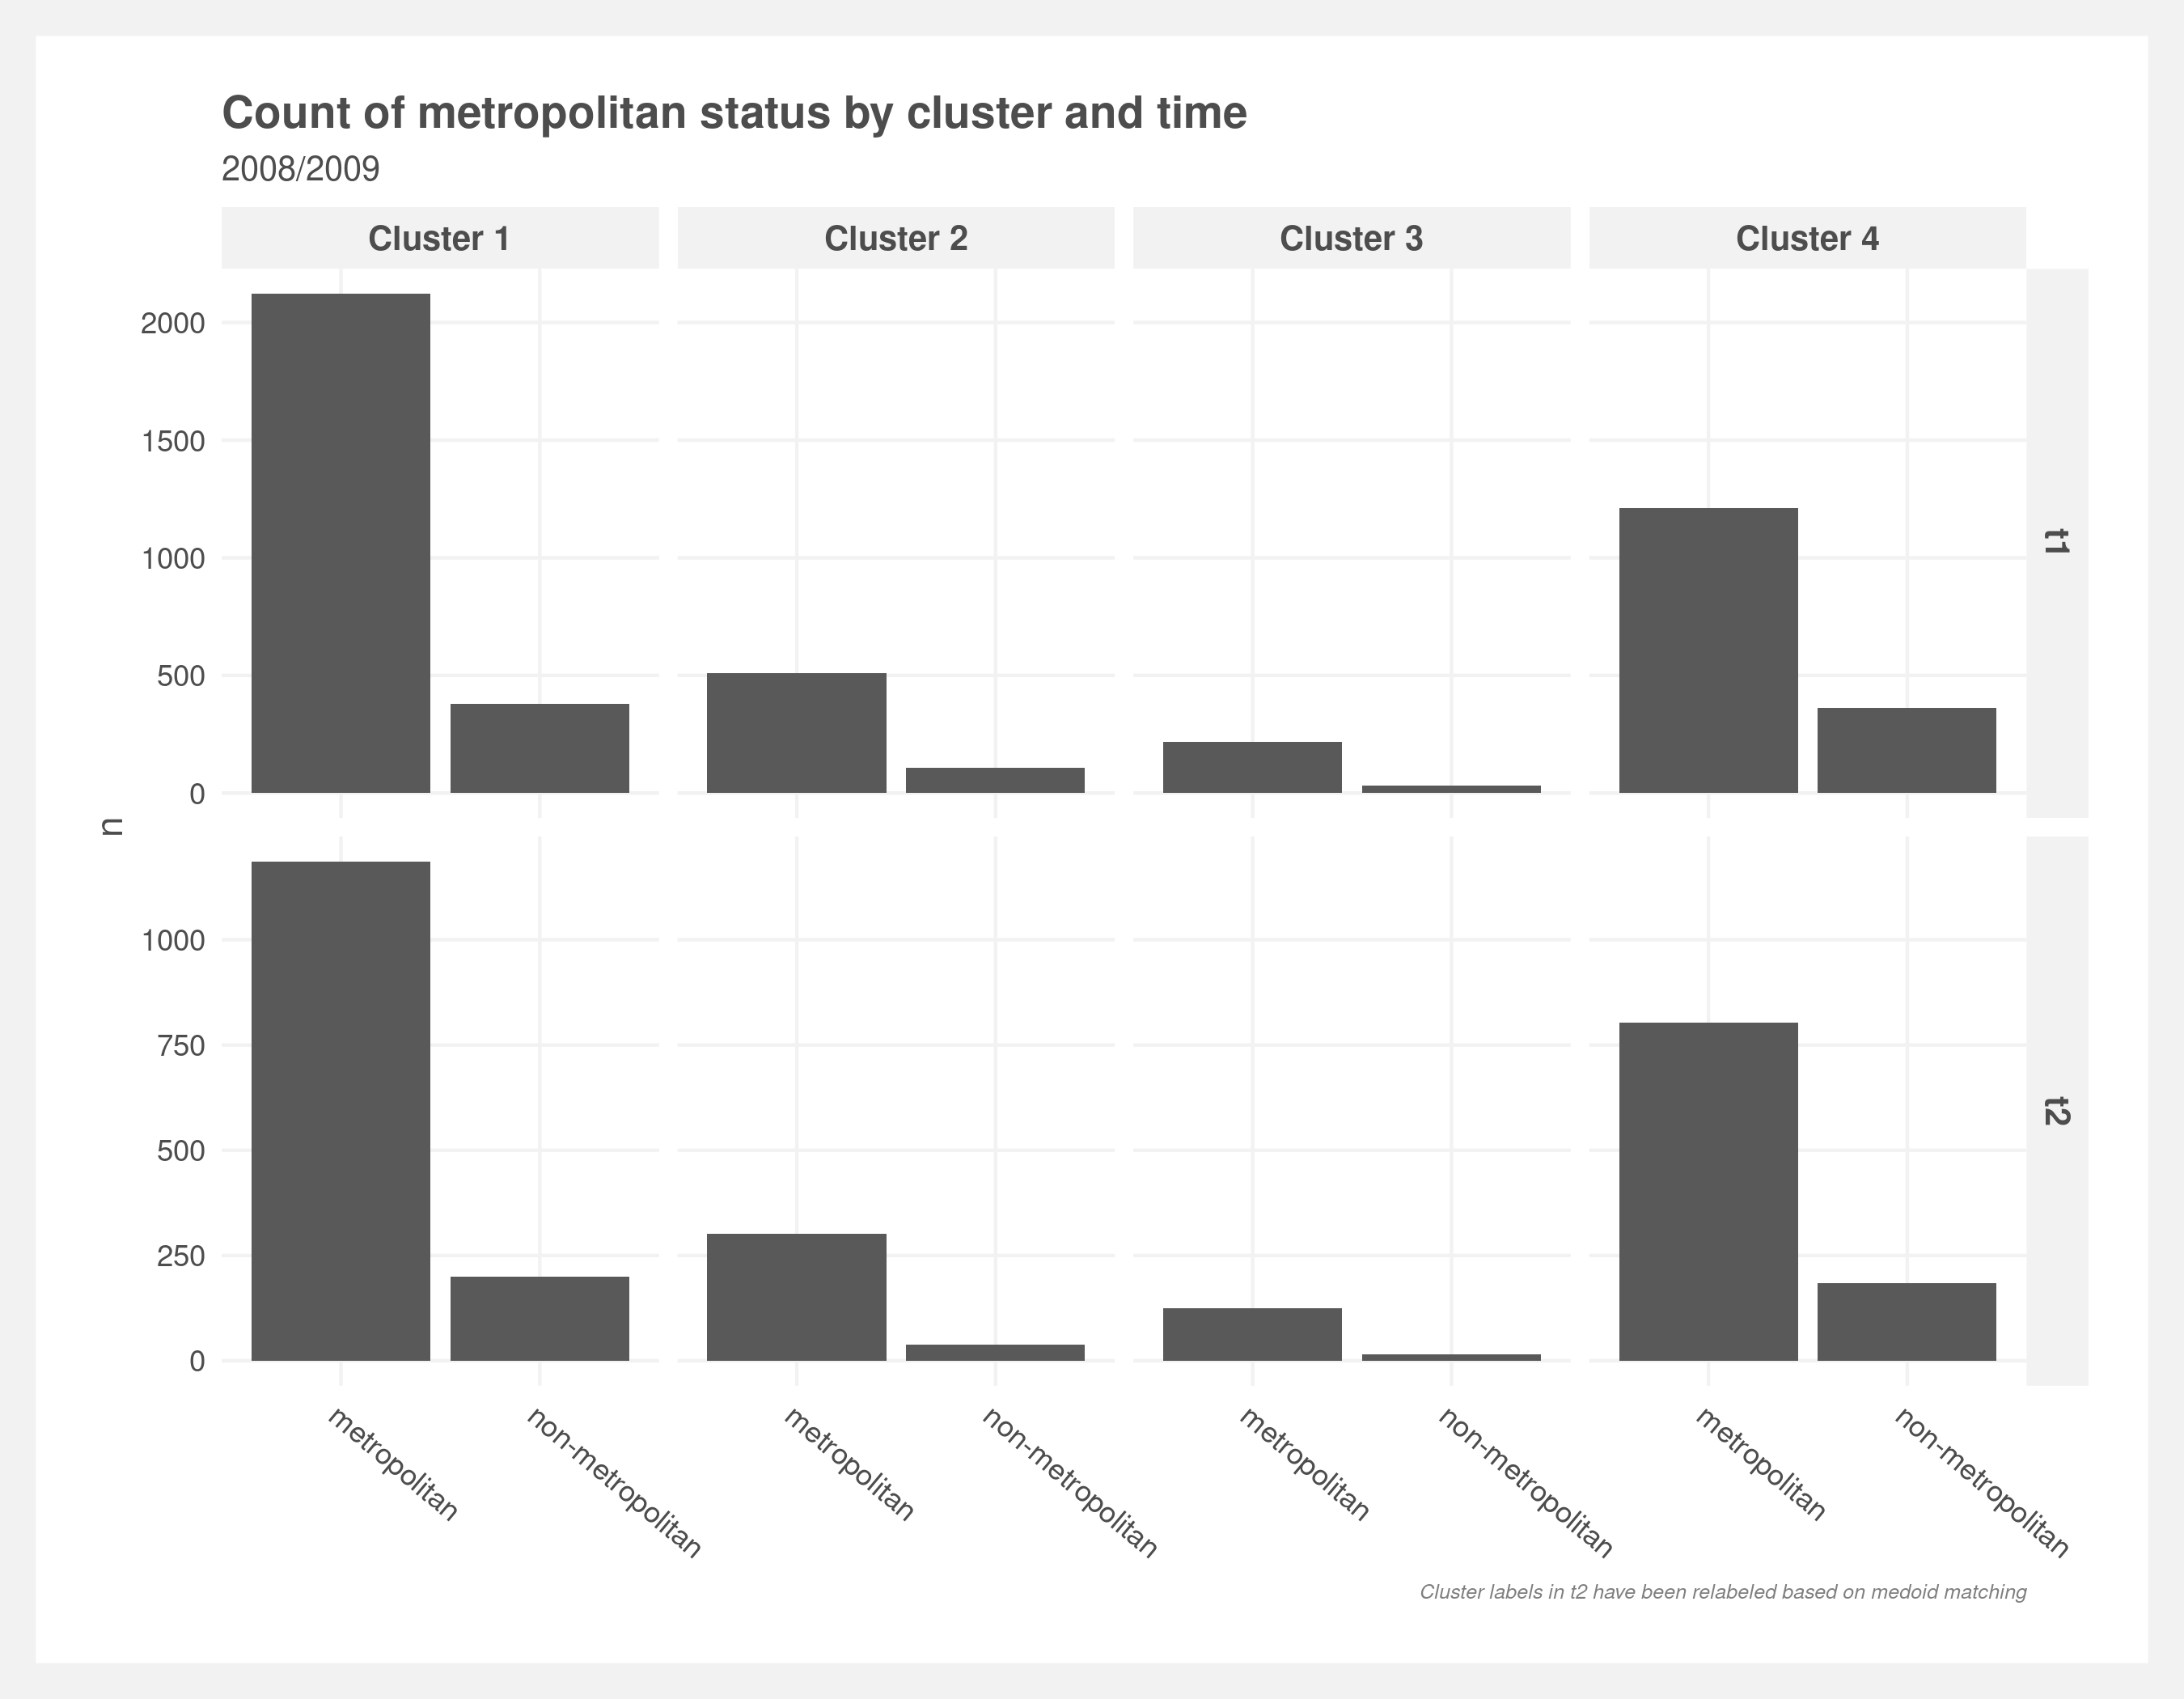 Count of metropolitan status by cluster and time
2008/2009
Cluster 1
Cluster 2
Cluster 3
Cluster 4
2000
1500
1000
500
0
t1
n
1000
750
500
250
0
t2
metropolitan
non-metropolitan
metropolitan
non-metropolitan
metropolitan
non-metropolitan
metropolitan
non-metropolitan
Cluster labels in t2 have been relabeled based on medoid matching